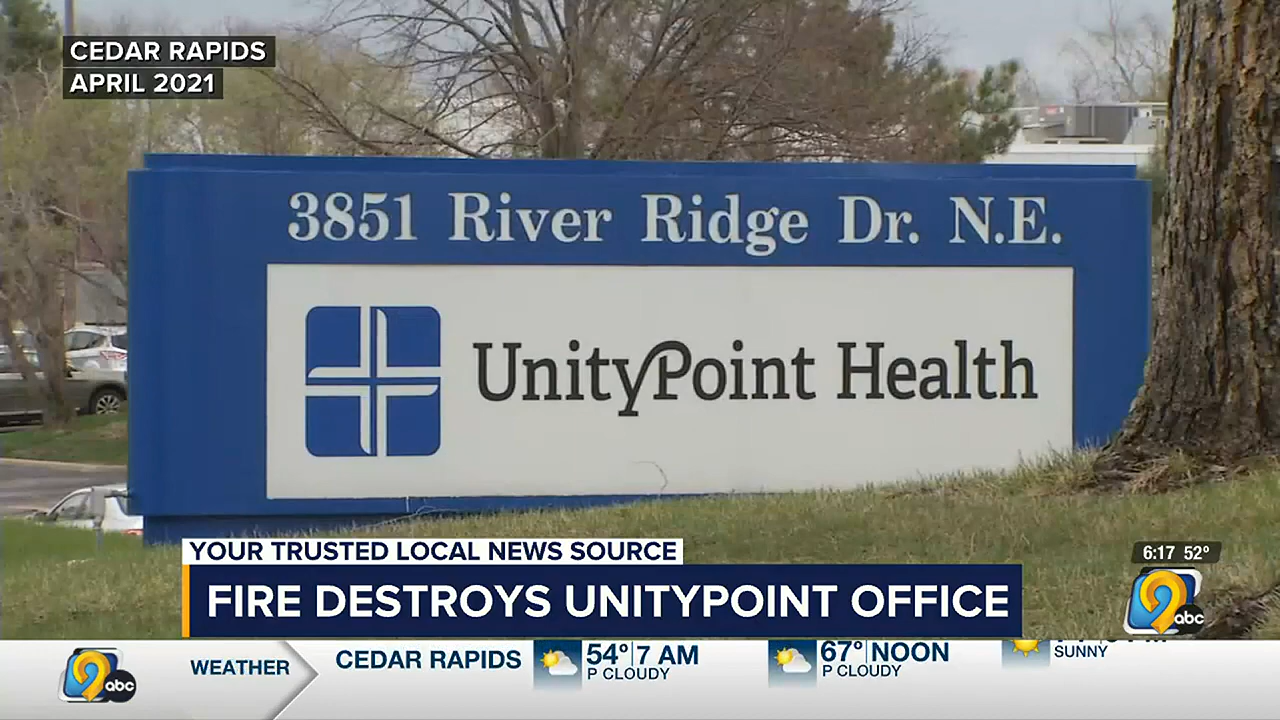 CEDAR RAPIDS
APRIL 2021
3851 River Ridge Dr. N.E.
UnityPoint Health
YOUR TRUSTED LOCAL NEWS SOURCE
FIRE DESTROYS UNITYPOINT OFFICE
6:17 52°
9 abc
9 abc
WEATHER
CEDAR RAPIDS
54° 7 AM
P CLOUDY
67° NOON
P CLOUDY
SUNNY